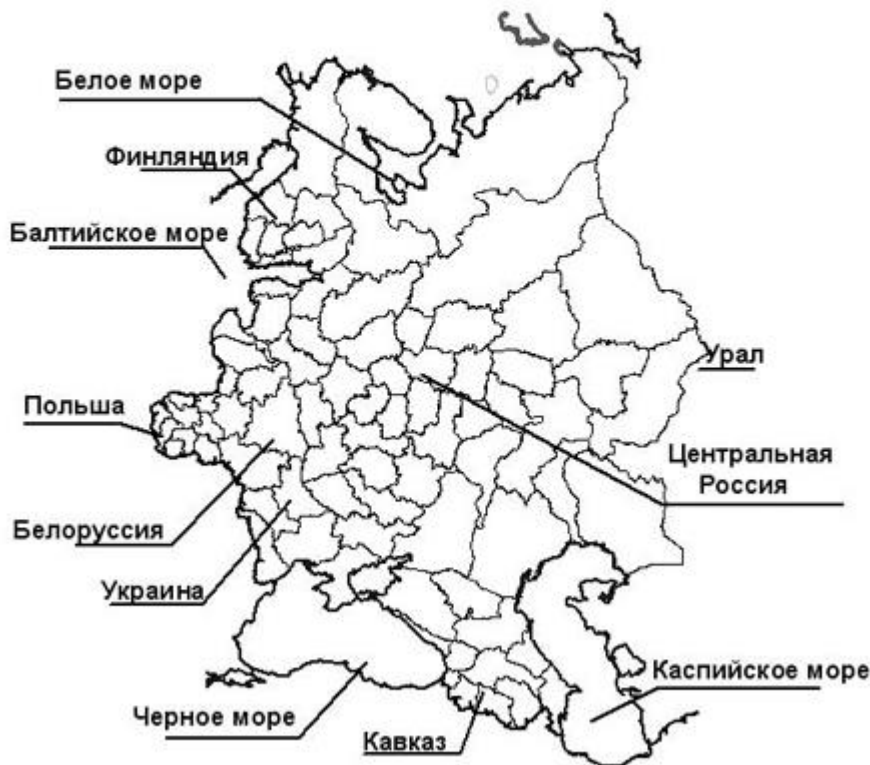 Белое море
Финляндия
Балтийское море
Урал
Польша
Центральная
Россия
Белоруссия
Украина
Каспийское море
Черное море
Кавказ